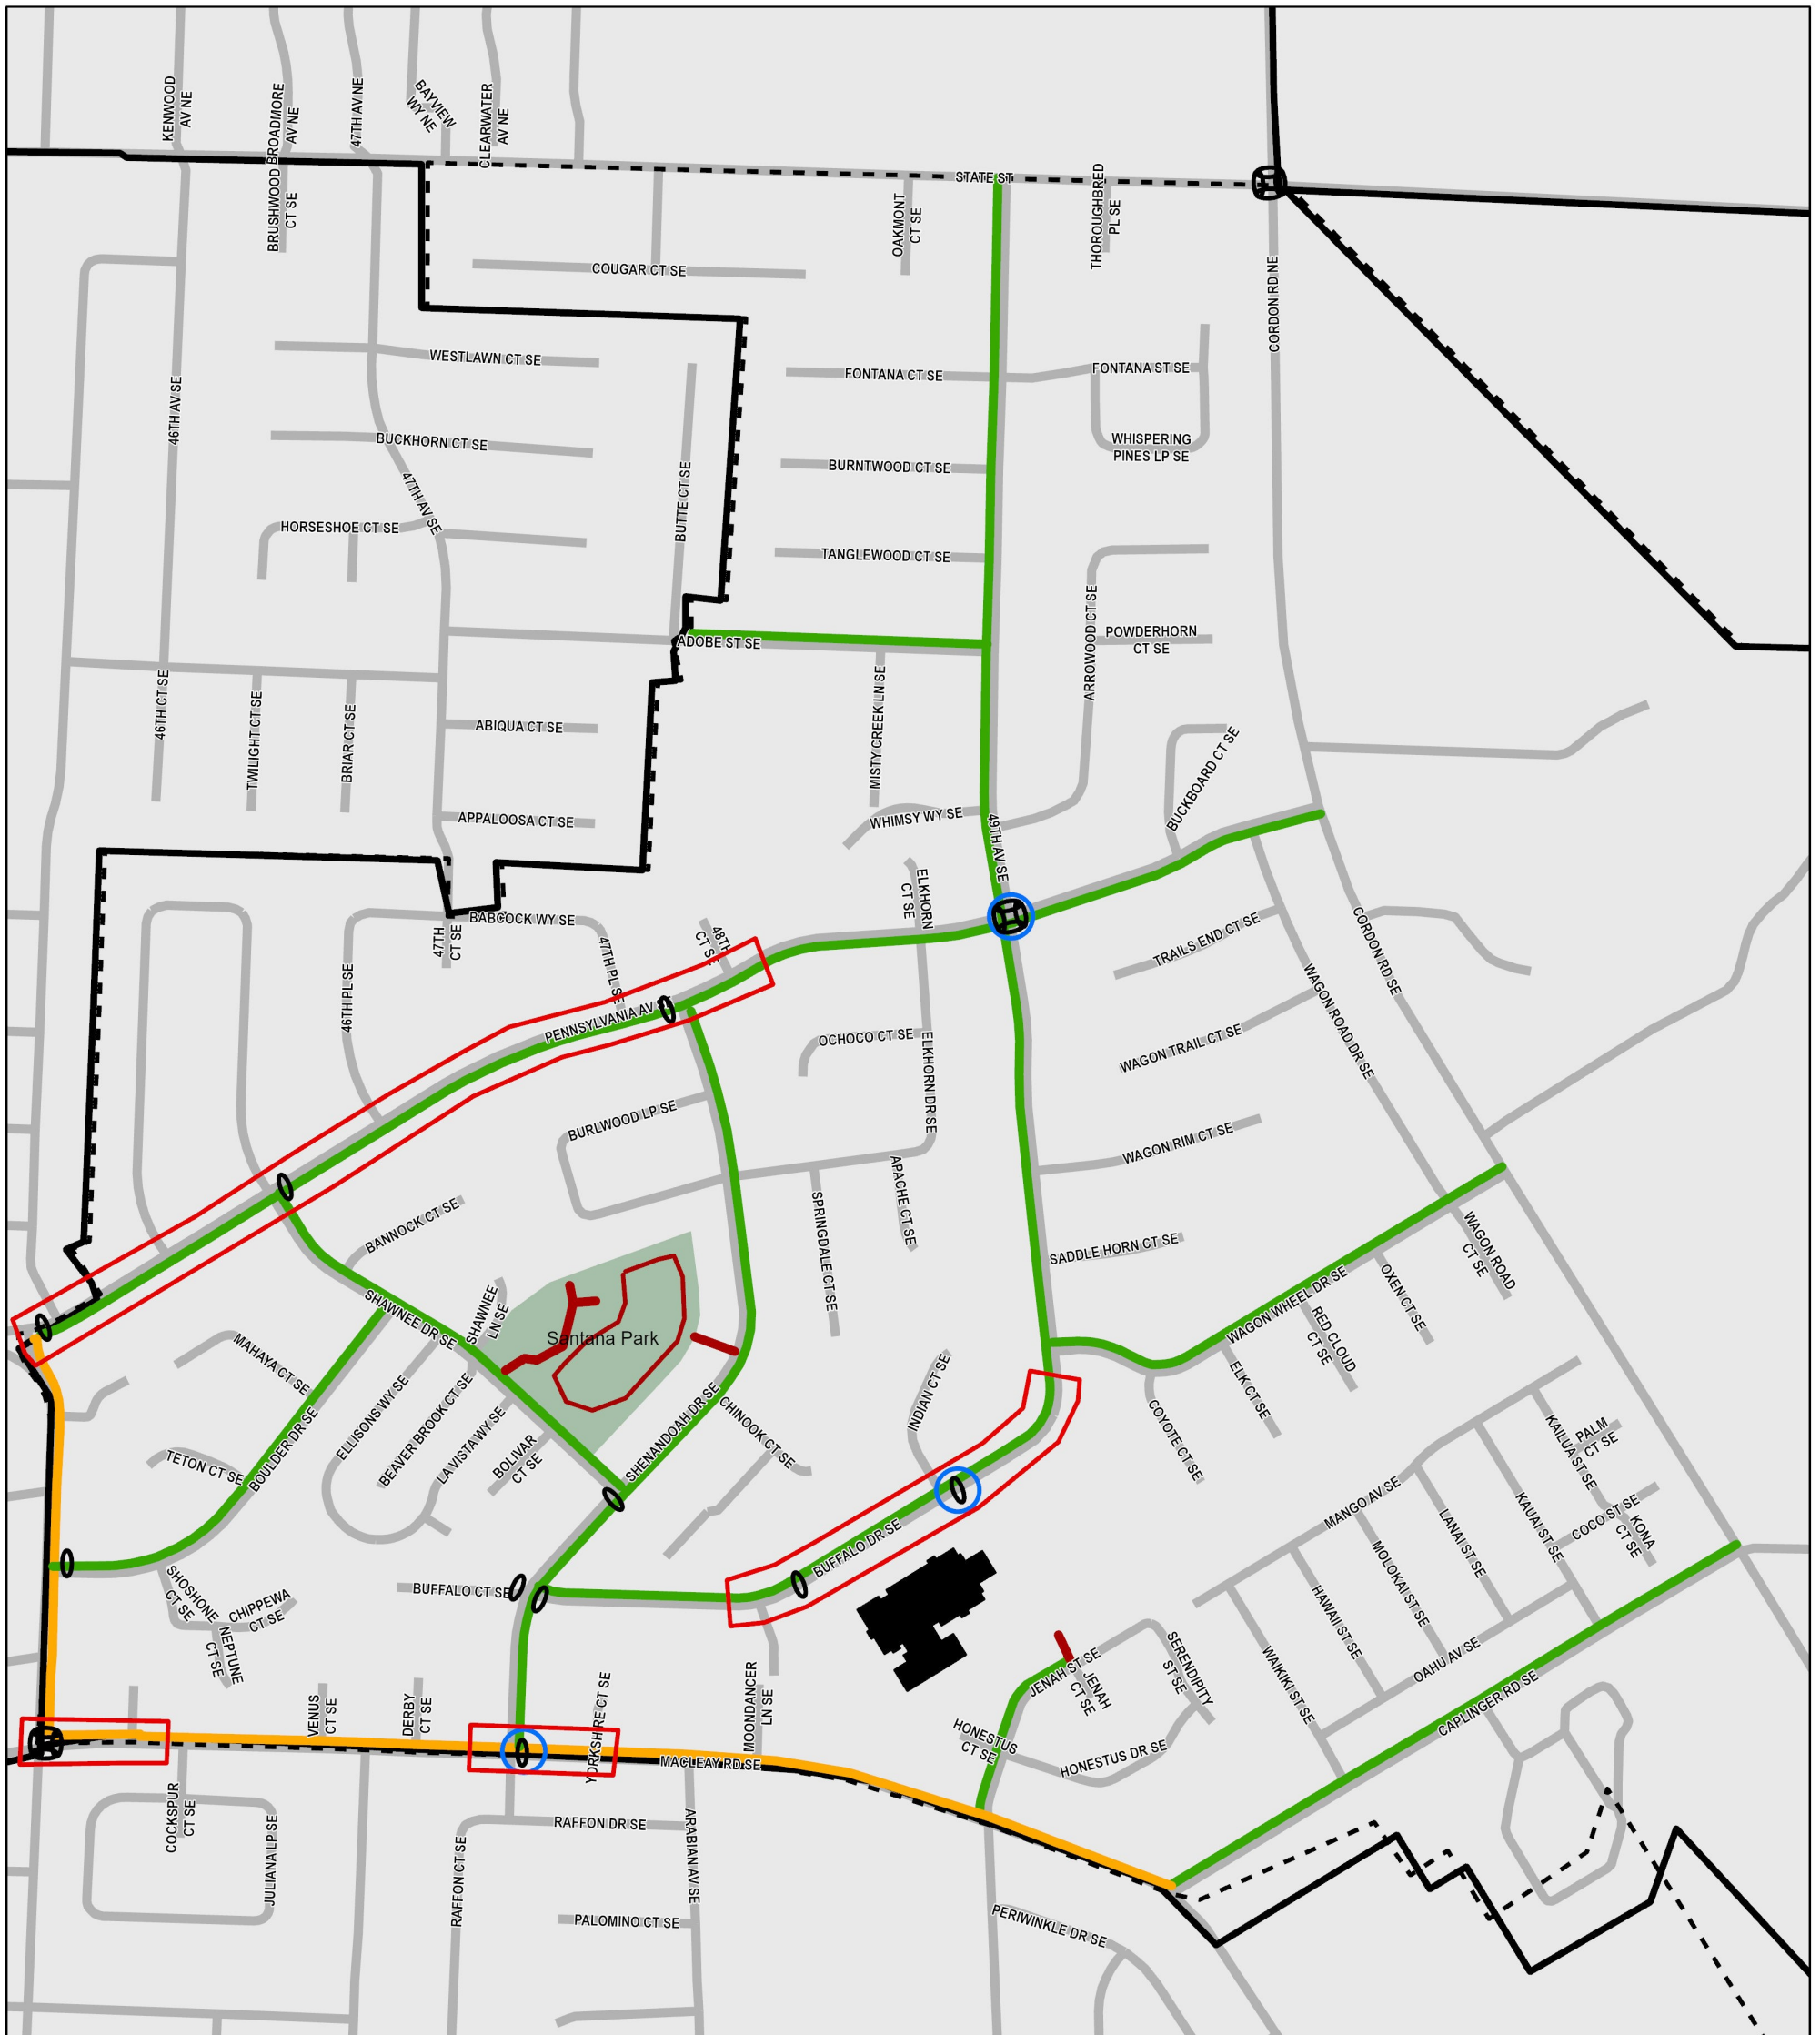 KENWOOD
AV NE
BROADMORE
AV NE
47TH AV NE
BAYVIEW
WY NE
CLEARWATER
AV NE
BRUSHWOOD
CT SE
STATE ST
OAKMONT
CT SE
THOROUGHBRED
PL SE
COUGAR CT SE
CORDON RD NE
WESTLAWN CT SE
FONTANA CT SE
FONTANA ST SE
46TH AV SE
BUCKHORN CT SE
WHISPERING
PINES LP SE
BURNTWOOD CT SE
47TH AV SE
BUTTE CT SE
HORSESHOE CT SE
TANGLEWOOD CT SE
ADOBE ST SE
ARROWOOD CT SE
POWDERHORN
CT SE
46TH CT SE
TWILIGHT CT SE
BRIAR CT SE
ABIQUA CT SE
MISTY CREEK LN SE
BUCKBOARD CT SE
APPALOOSA CT SE
WHIMSY WY SE
49TH AV SE
ELKHORN
CT SE
BABCOCK WY SE
47TH
CT SE
47TH PL SE
48TH
CT SE
46TH PL SE
TRAILS END CT SE
CORDON RD SE
WAGON ROAD DR SE
PENNSYLVANIA AV SE
OCHOCO CT SE
ELKHORN DR SE
WAGON TRAIL CT SE
BURLWOOD LP SE
WAGON RIM CT SE
APACHE CT SE
SPRINGDALE CT SE
BANNOCK CT SE
SADDLE HORN CT SE
WAGON ROAD
CT SE
SHAWNEE DR SE
SHAWNEE
LN SE
Santana Park
WAGON WHEEL DR SE
OXEN CT SE
RED CLOUD
CT SE
MAHAYA CT SE
ELLISONS WY SE
BEAVER BROOK CT SE
LA VISTA WY SE
BOLIVAR
CT SE
SHENANDOAH DR SE
CHINOOK CT SE
INDIAN CT SE
ELK CT SE
COYOTE CT SE
TETON CT SE
BOULDER DR SE
KAILUA ST SE
PALM
CT SE
MANGO AV SE
LANAI ST SE
KAUAI ST SE
COCO ST SE
KONA
CT SE
MOLOKAI ST SE
BUFFALO DR SE
BUFFALO CT SE
SHOSHONE
CT SE
CHIPPEWA
CT SE
NEPTUNE
CT SE
HAWAII ST SE
OAHU AV SE
WAIKIKI ST SE
JENAH ST SE
JENAH
CT SE
SERENDIPITY
ST SE
CAPLINGER RD SE
VENUS
CT SE
DERBY
CT SE
YORKSHIRE CT SE
MOONDANCER
LN SE
HONESTUS
CT SE
HONESTUS DR SE
MACLEAY RD SE
COCKSPUR
CT SE
JULIANA LP SE
RAFFON DR SE
RAFFON CT SE
ARABIAN AV SE
PALOMINO CT SE
PERIWINKLE DR SE